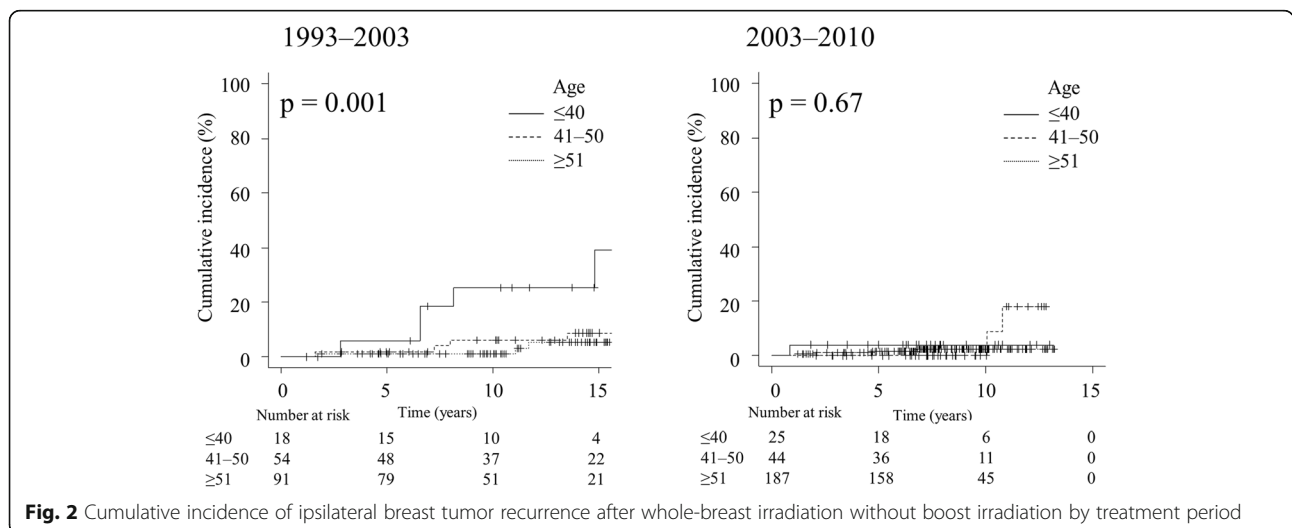 1993–2003
100
80
60
40
20
0
Cumulative incidence (%)
p = 0.001
Age
≤40
41–50
≥51
0 5 10 15
Number at risk Time (years)
≤40 18 15 10 4
41–50 54 48 37 22
≥51 91 79 51 21
2003–2010
100
80
60
40
20
0
Cumulative incidence (%)
p = 0.67
Age
≤40
41–50
≥51
0 5 10 15
Number at risk Time (years)
≤40 25 18 6 0
41–50 44 36 11 0
≥51 187 158 45 0
Fig. 2 Cumulative incidence of ipsilateral breast tumor recurrence after whole-breast irradiation without boost irradiation by treatment period